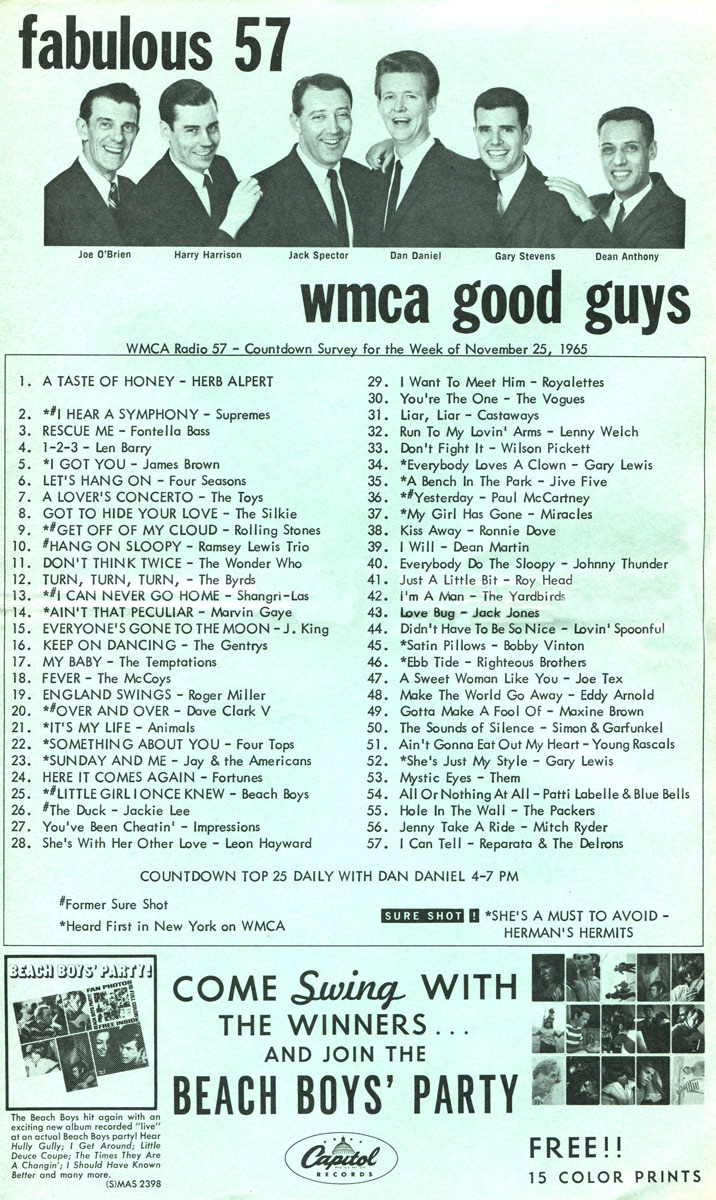 fabulous 57
Joe O'Brien
Harry Harrison
Jack Spector
Dan Daniel
Gary Stevens
Dean Anthony
wmca good guys
WMCA Radio 57 – Countdown Survey for the Week of November 25, 1965
1. A TASTE OF HONEY – HERB ALPERT
2. *#I HEAR A SYMPHONY – Supremes
3. RESCUE ME – Fontella Bass
4. 1-2-3 – Len Barry
5. *I GOT YOU – James Brown
6. LET'S HANG ON – Four Seasons
7. A LOVER'S CONCERTO – The Toys
8. GOT TO HIDE YOUR LOVE – The Silkie
9. *#GET OFF OF MY CLOUD – Rolling Stones
10. #HANG ON SLOOPY – Ramsey Lewis Trio
11. DON'T THINK TWICE – The Wonder Who
12. TURN, TURN, TURN, – The Byrds
13. *#I CAN NEVER GO HOME – Shangri-Las
14. *AIN'T THAT PECULIAR – Marvin Gaye
15. EVERYONE'S GONE TO THE MOON – J. King
16. KEEP ON DANCING – The Gentrys
17. MY BABY – The Temptations
18. FEVER – The McCoys
19. ENGLAND SWINGS – Roger Miller
20. *#OVER AND OVER – Dave Clark V
21. *IT'S MY LIFE – Animals
22. *SOMETHING ABOUT YOU – Four Tops
23. *SUNDAY AND ME – Jay & the Americans
24. HERE IT COMES AGAIN – Fortunes
25. *#LITTLE GIRL I ONCE KNEW – Beach Boys
26. #The Duck – Jackie Lee
27. You've Been Cheatin' – Impressions
28. She's With Her Other Love – Leon Hayward
29. I Want To Meet Him – Royalettes
30. You're The One – The Vogues
31. Liar, Liar – Castaways
32. Run To My Lovin' Arms – Lenny Welch
33. Don't Fight It – Wilson Pickett
34. *Everybody Loves A Clown – Gary Lewis
35. *A Bench In The Park – Jive Five
36. *#Yesterday – Paul McCartney
37. *My Girl Has Gone – Miracles
38. Kiss Away – Ronnie Dove
39. I Will – Dean Martin
40. Everybody Do The Sloopy – Johnny Thunder
41. Just A Little Bit – Roy Head
42. I'm A Man – The Yardbirds
43. Love Bug – Jack Jones
44. Didn't Have To Be So Nice – Lovin' Spoonful
45. *Satin Pillows – Bobby Vinton
46. *Ebb Tide – Righteous Brothers
47. A Sweet Woman Like You – Joe Tex
48. Make The World Go Away – Eddy Arnold
49. Gotta Make A Fool Of – Maxine Brown
50. The Sounds of Silence – Simon & Garfunkel
51. Ain't Gonna Eat Out My Heart – Young Rascals
52. *She's Just My Style – Gary Lewis
53. Mystic Eyes – Them
54. All Or Nothing At All – Patti Labelle & Blue Bells
55. Hole In The Wall – The Packers
56. Jenny Take A Ride – Mitch Ryder
57. I Can Tell – Reparata & The Delrons
COUNTDOWN TOP 25 DAILY WITH DAN DANIEL 4–7 PM
#Former Sure Shot
*Heard First in New York on WMCA
SURE SHOT ! *SHE'S A MUST TO AVOID –
HERMAN'S HERMITS
BEACH BOYS' PARTY!
FAN PHOTOS
FREE INSIDE
The Beach Boys hit again with an
exciting new album recorded "live"
at an actual Beach Boys party! Hear
Hully Gully; I Get Around; Little
Deuce Coupe; The Times They Are
A Changin'; I Should Have Known
Better and many more.
(S)MAS 2398
COME Swing WITH
THE WINNERS...
AND JOIN THE
BEACH BOYS' PARTY
Capitol
RECORDS
FREE!!
15 COLOR PRINTS